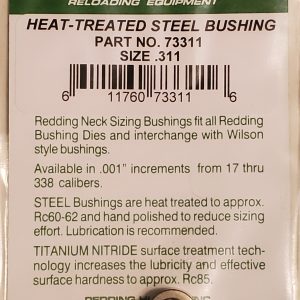 RELOADING EQUIPMENT
HEAT-TREATED STEEL BUSHING
PART NO. 73311
SIZE .311
6 11760 73311 6
Redding Neck Sizing Bushings fit all Redding
Bushing Dies and interchange with Wilson
style bushings.
Available in .001" increments from 17 thru
338 calibers.
STEEL Bushings are heat treated to approx.
Rc60-62 and hand polished to reduce sizing
effort. Lubrication is recommended.
TITANIUM NITRIDE surface treatment tech-
nology increases the lubricity and effective
surface hardness to approx. Rc85.